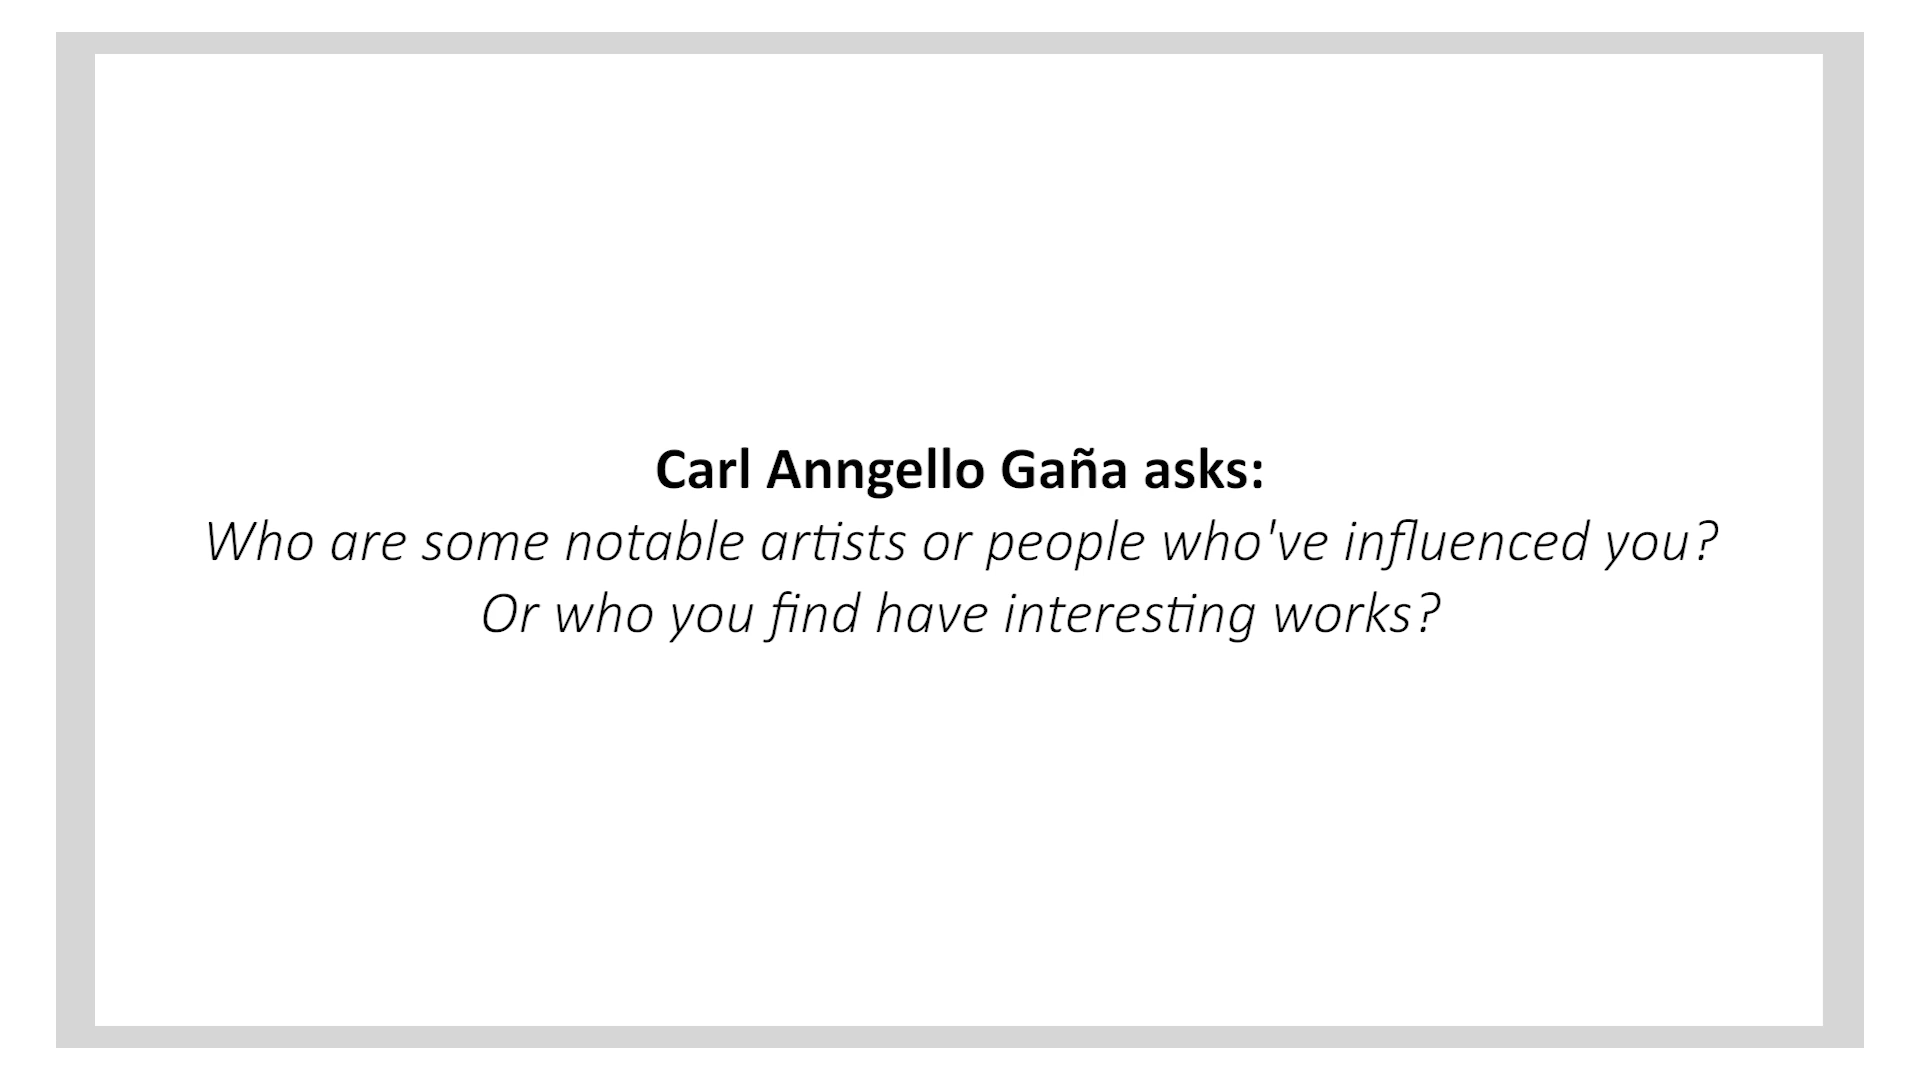 Carl Anngello Gaña asks:
Who are some notable artists or people who've influenced you?
Or who you find have interesting works?